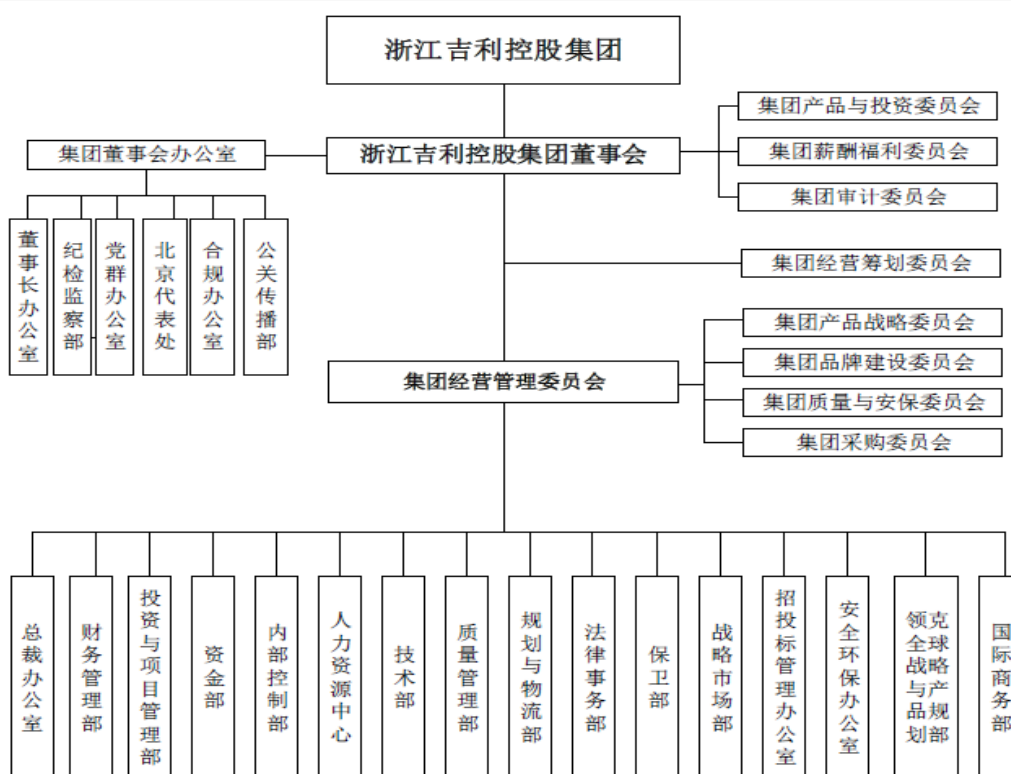 浙江吉利控股集团
集团产品与投资委员会
集团董事会办公室
浙江吉利控股集团董事会
集团薪酬福利委员会
集团审计委员会
董事长办公室
纪检监察部
党群办公室
北京代表处
合规办公室
公关传播部
集团经营筹划委员会
集团产品战略委员会
集团品牌建设委员会
集团经营管理委员会
集团质量与安保委员会
集团采购委员会
总裁办公室
财务管理部
投资与项目管理部
资金部
内部控制部
人力资源中心
技术部
质量管理部
规划与物流部
法律事务部
保卫部
战略市场部
招投标管理办公室
安全环保办公室
领克全球战略与产品规划部
国际商务部